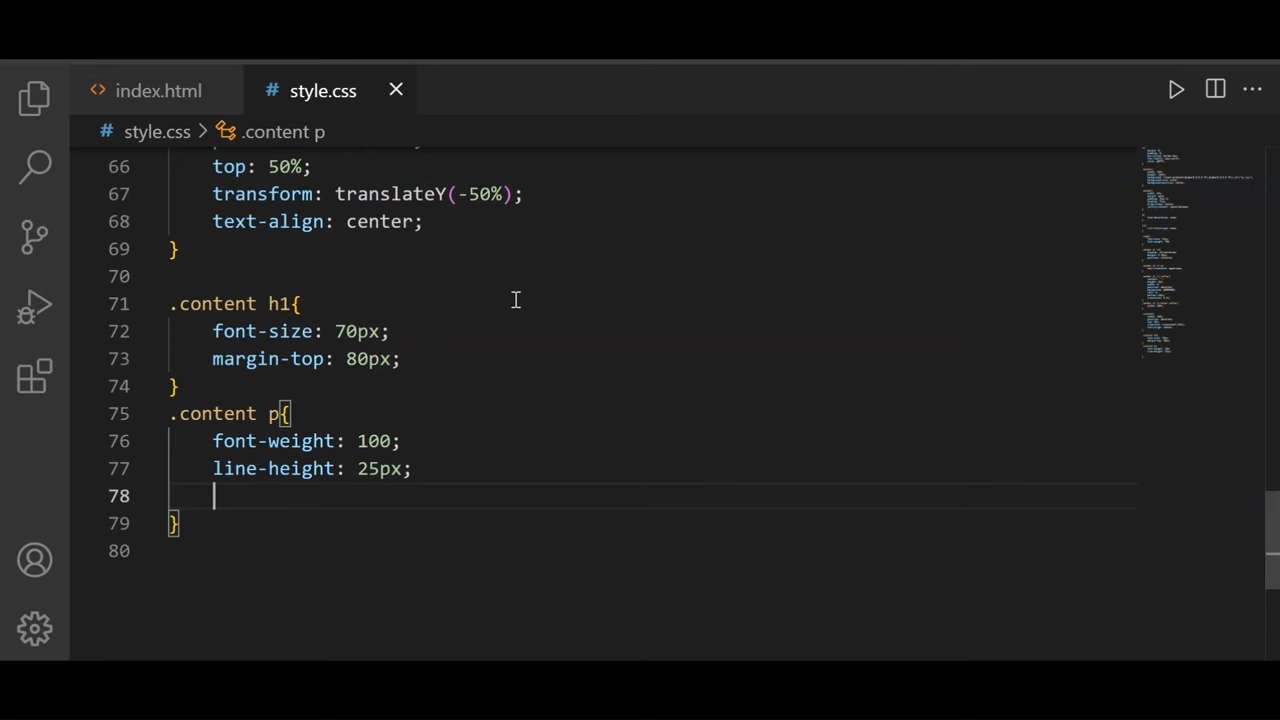 index.html
style.css
style.css > .content p
66 top: 50%;
67 transform: translateY(-50%);
68 text-align: center;
69 }
70
71 .content h1{
72 font-size: 70px;
73 margin-top: 80px;
74 }
75 .content p{
76 font-weight: 100;
77 line-height: 25px;
78
79 }
80